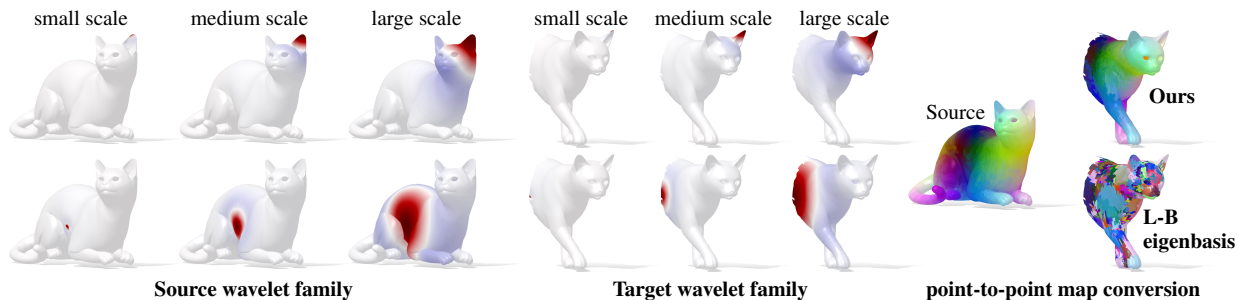 small scale medium scale large scale small scale medium scale large scale
Source
Ours
L-B
eigenbasis
Source wavelet family Target wavelet family point-to-point map conversion